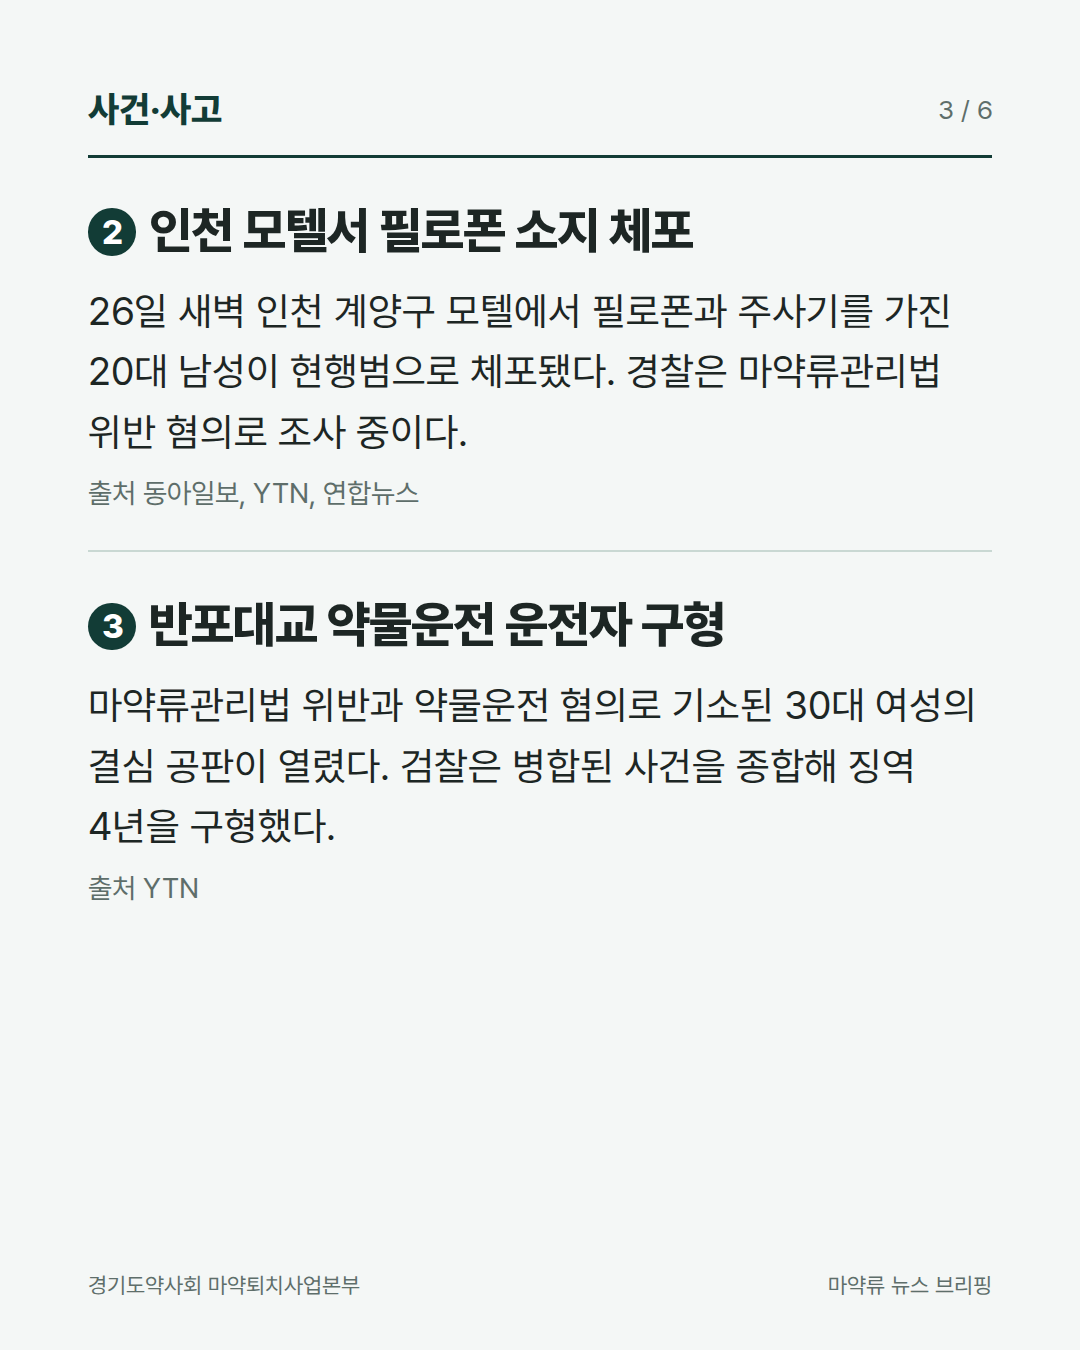 사건·사고
3 / 6
2 인천 모텔서 필로폰 소지 체포
26일 새벽 인천 계양구 모텔에서 필로폰과 주사기를 가진
20대 남성이 현행범으로 체포됐다. 경찰은 마약류관리법
위반 혐의로 조사 중이다.
출처 동아일보, YTN, 연합뉴스
3 반포대교 약물운전 운전자 구형
마약류관리법 위반과 약물운전 혐의로 기소된 30대 여성의
결심 공판이 열렸다. 검찰은 병합된 사건을 종합해 징역
4년을 구형했다.
출처 YTN
경기도약사회 마약퇴치사업본부
마약류 뉴스 브리핑